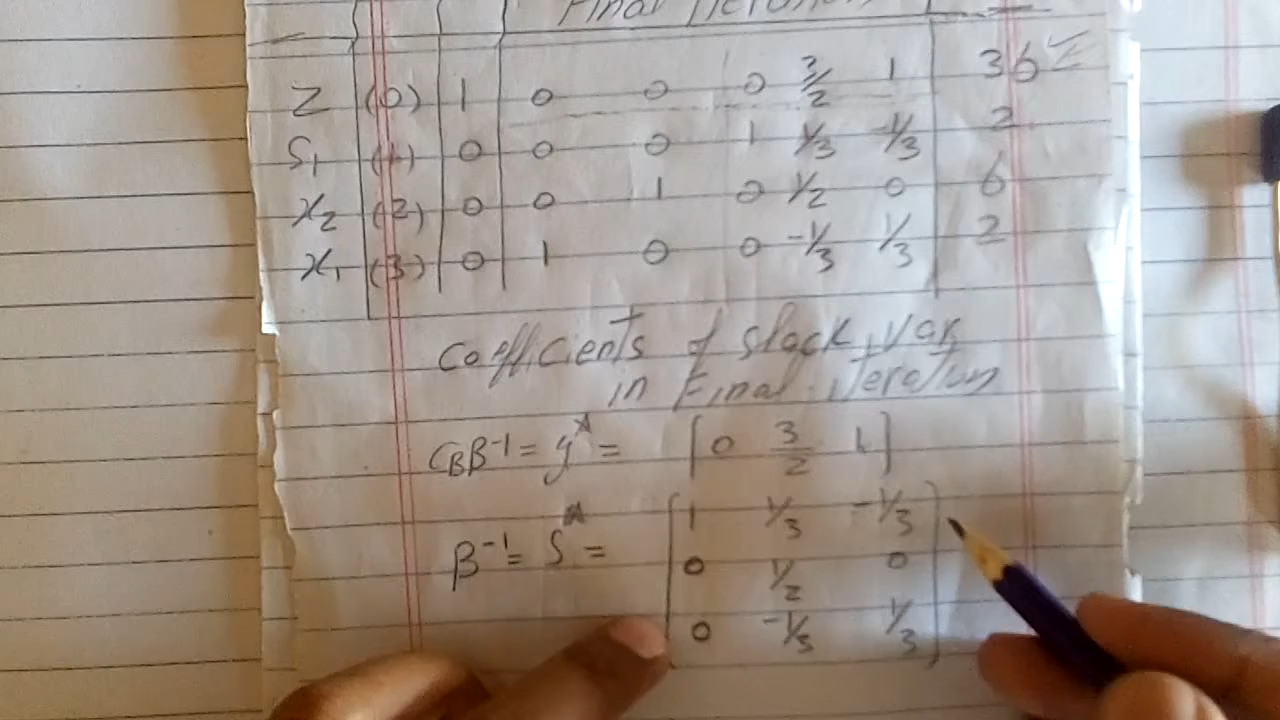 Final Iteration
Z (0) 1 0 0 0 3/2 1 36
S₁ (1) 0 0 0 1 1/3 -1/3 2
X₂ (2) 0 0 1 0 1/2 0 6
X₁ (3) 0 1 0 0 -1/3 1/3 2
Coefficients of slack var
in Final iteration
C_B B⁻¹ = y* = [0 3/2 1]
B⁻¹ = S* = [1 1/3 -1/3
0 1/2 0
0 -1/3 1/3]